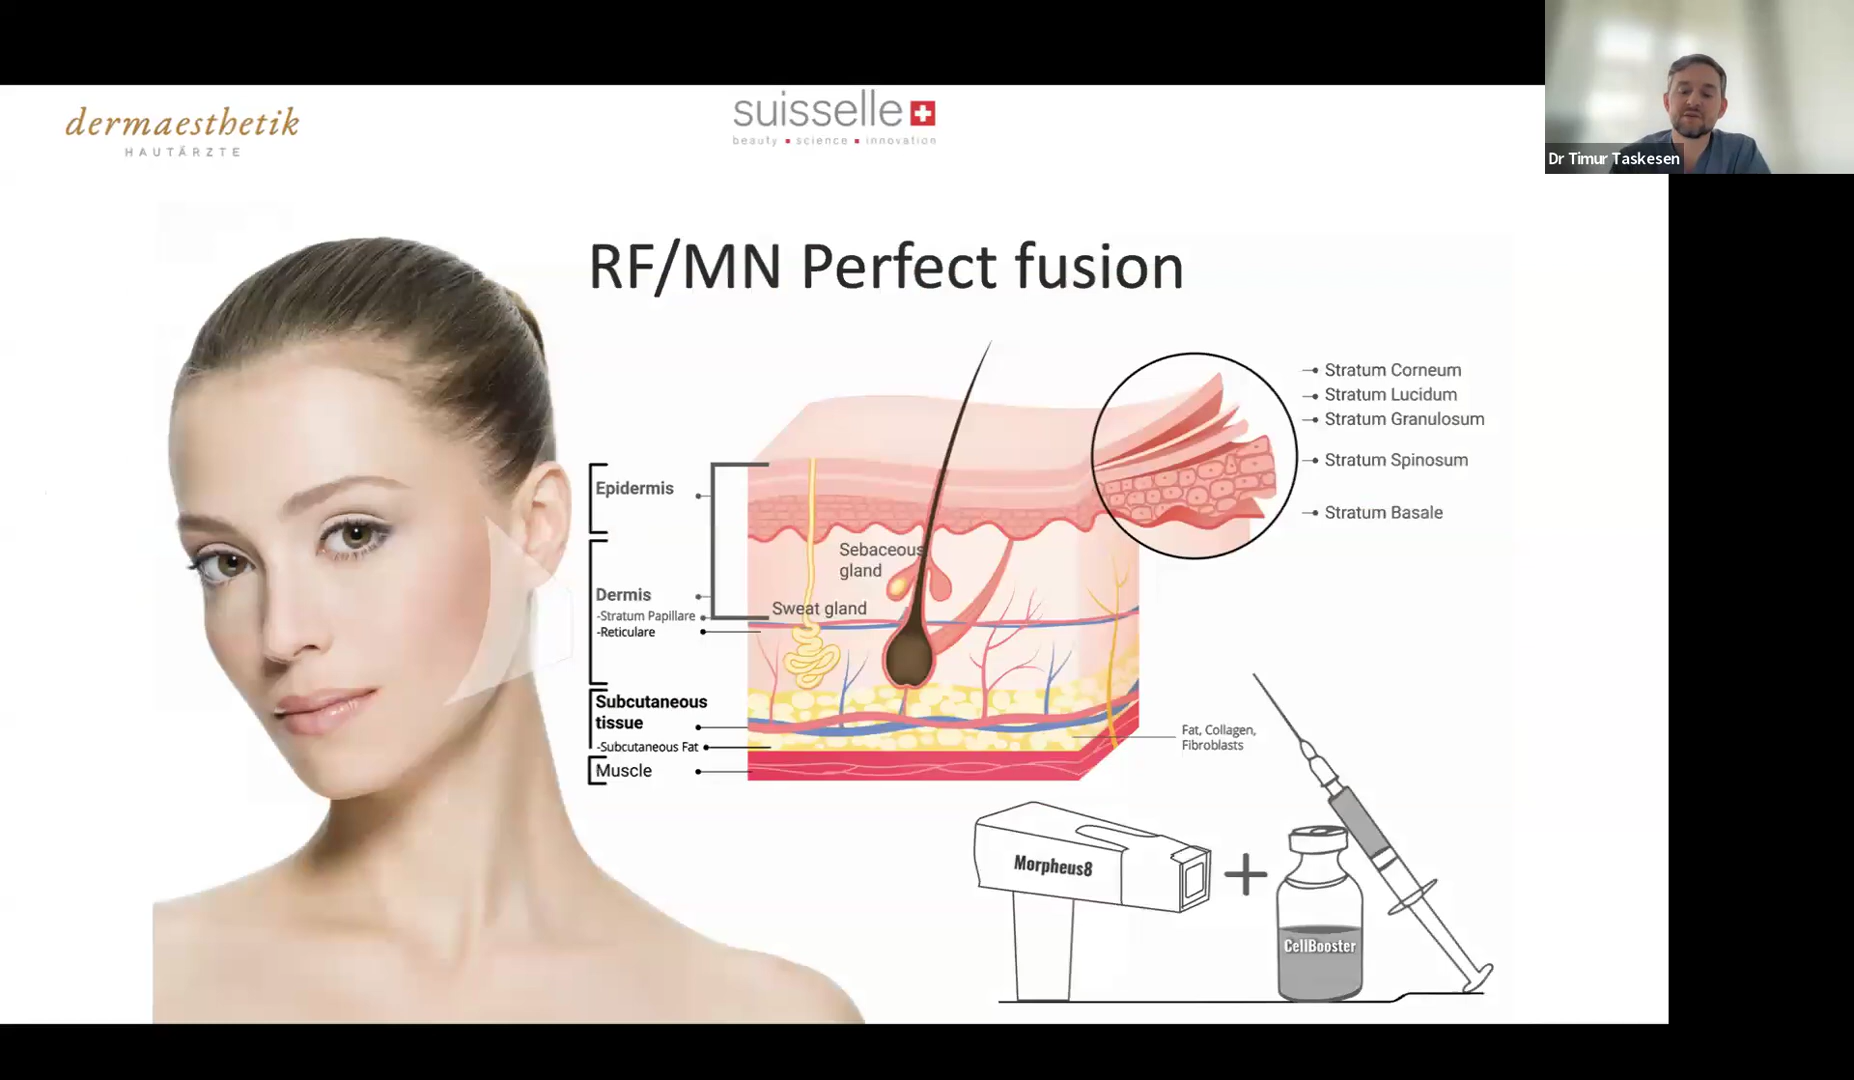 dermaesthetik
HAUTÄRZTE
suisselle
beauty ▪ science ▪ innovation
Dr Timur Taskesen
RF/MN Perfect fusion
Stratum Corneum
Stratum Lucidum
Stratum Granulosum
Stratum Spinosum
Stratum Basale
Epidermis
Dermis
-Stratum Papillare
-Reticulare
Sebaceous
gland
Sweat gland
Subcutaneous
tissue
-Subcutaneous Fat
Muscle
Fat, Collagen,
Fibroblasts
Morpheus8
+
CellBooster